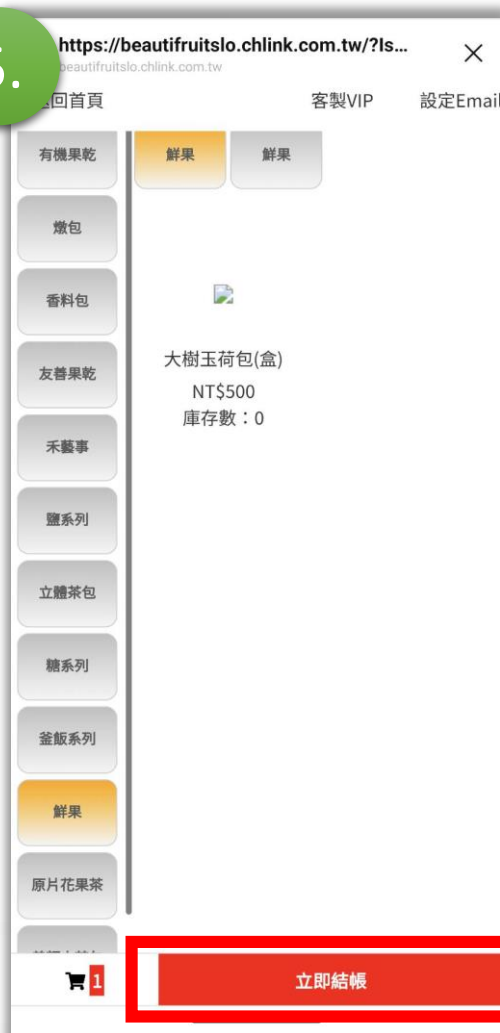 5.
https://beautifruitslo.chlink.com.tw/?Is...
beautifruitslo.chlink.com.tw
回首頁
客製VIP
設定Email
有機果乾
鮮果
鮮果
燉包
香料包
友善果乾
禾藝事
鹽系列
立體茶包
糖系列
釜飯系列
鮮果
原片花果茶
大樹玉荷包(盒)
NT$500
庫存數：0
1
立即結帳